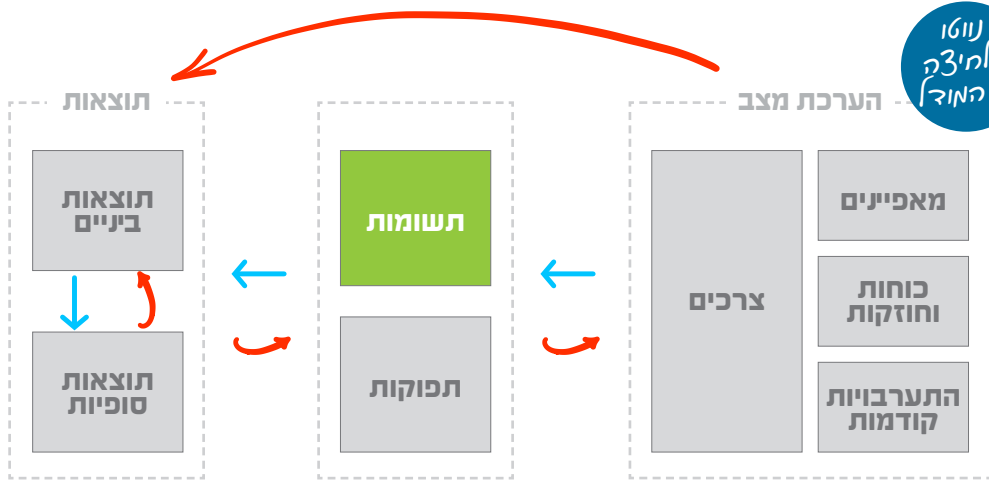 נווטו
לחיצה
המודל
הערכת מצב
תוצאות
מאפיינים
כוחות
וחוזקות
התערבויות
קודמות
צרכים
תשומות
תפוקות
תוצאות
ביניים
תוצאות
סופיות